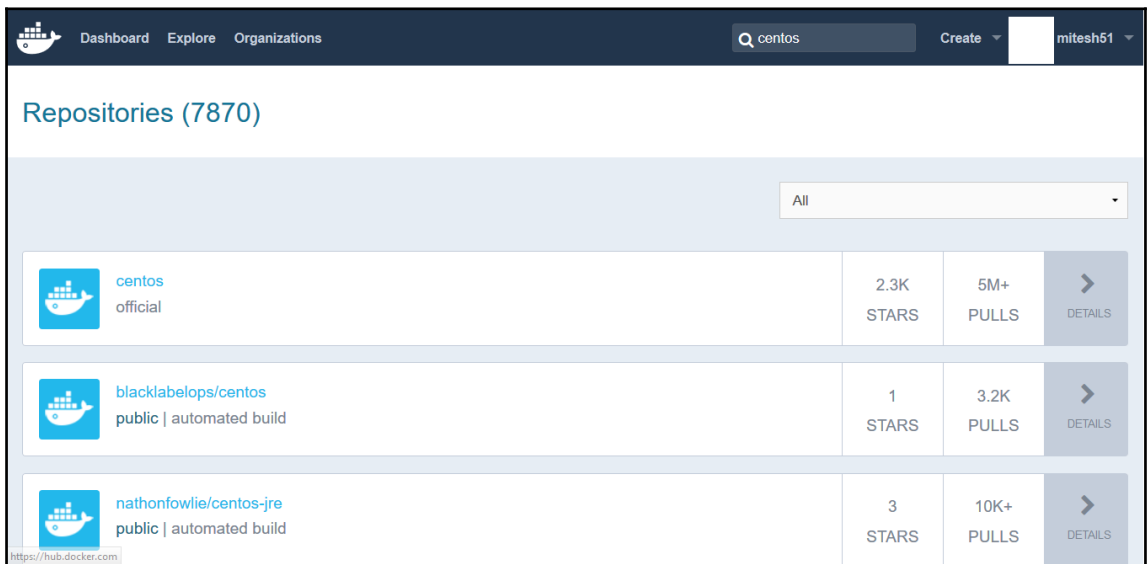 Dashboard Explore Organizations centos Create mitesh51
Repositories (7870)
All
centos
official
2.3K
STARS
5M+
PULLS
DETAILS
blacklabelops/centos
public | automated build
1
STARS
3.2K
PULLS
DETAILS
nathonfowlie/centos-jre
public | automated build
3
STARS
10K+
PULLS
DETAILS
https://hub.docker.com